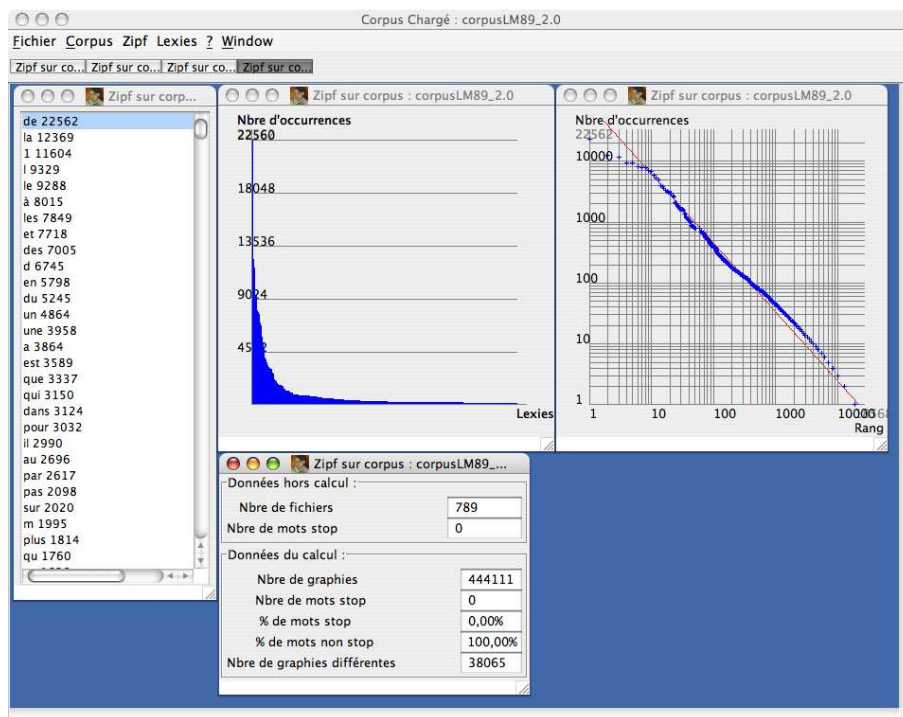 Corpus Chargé : corpusLM89_2.0
Fichier Corpus Zipf Lexies ? Window
Zipf sur co... Zipf sur co... Zipf sur co... Zipf sur co...
Zipf sur corp...
de 22562
la 12369
1 11604
l 9329
le 9288
à 8015
les 7849
et 7718
des 7005
d 6745
en 5798
du 5245
un 4864
une 3958
a 3864
est 3589
que 3337
qui 3150
dans 3124
pour 3032
il 2990
au 2696
par 2617
pas 2098
sur 2020
m 1995
plus 1814
qu 1760
Zipf sur corpus : corpusLM89_2.0
Nbre d'occurrences
22560
18048
13536
9024
Lexies
Zipf sur corpus : corpusLM89_2.0
Nbre d'occurrences
22562
10000
1000
100
10
1
1 10 100 1000
Rang
Zipf sur corpus : corpusLM89_...
Données hors calcul :
Nbre de fichiers 789
Nbre de mots stop 0
Données du calcul :
Nbre de graphies 444111
Nbre de mots stop 0
% de mots stop 0,00%
% de mots non stop 100,00%
Nbre de graphies différentes 38065